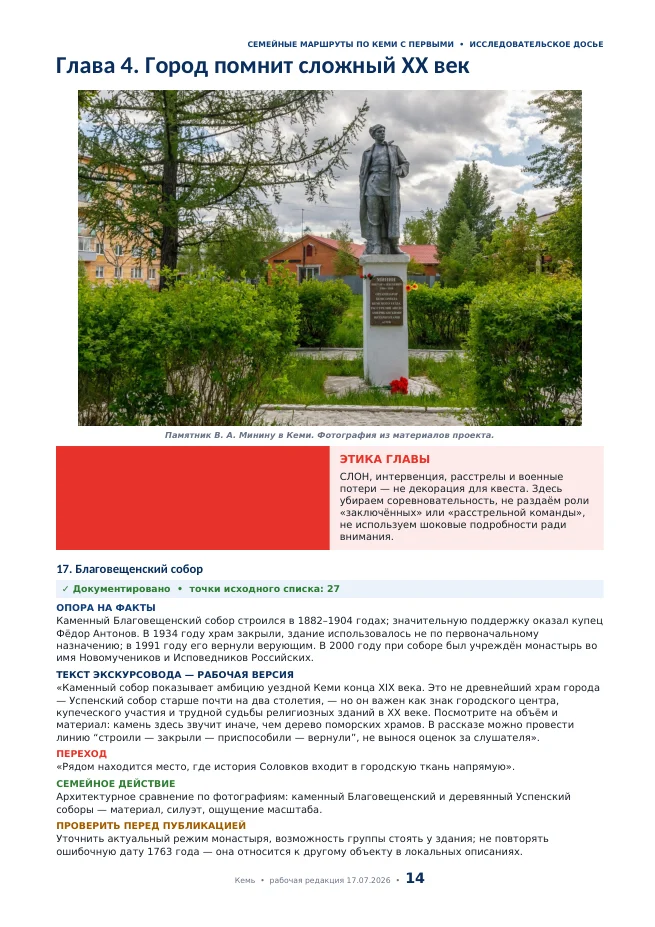 СЕМЕЙНЫЕ МАРШРУТЫ ПО КЕМИ С ПЕРВЫМИ • ИССЛЕДОВАТЕЛЬСКОЕ ДОСЬЕ
Глава 4. Город помнит сложный XX век
Памятник В. А. Минину в Кеми. Фотография из материалов проекта.
ЭТИКА ГЛАВЫ
СЛОН, интервенция, расстрелы и военные
потери — не декорация для квеста. Здесь
убираем соревновательность, не раздаём роли
«заключённых» или «расстрельной команды»,
не используем шоковые подробности ради
внимания.
17. Благовещенский собор
✓ Документировано • точки исходного списка: 27
ОПОРА НА ФАКТЫ
Каменный Благовещенский собор строился в 1882–1904 годах; значительную поддержку оказал купец
Фёдор Антонов. В 1934 году храм закрыли, здание использовалось не по первоначальному
назначению; в 1991 году его вернули верующим. В 2000 году при соборе был учреждён монастырь во
имя Новомучеников и Исповедников Российских.
ТЕКСТ ЭКСКУРСОВОДА — РАБОЧАЯ ВЕРСИЯ
«Каменный собор показывает амбицию уездной Кеми конца XIX века. Это не древнейший храм города
— Успенский собор старше почти на два столетия, — но он важен как знак городского центра,
купеческого участия и трудной судьбы религиозных зданий в XX веке. Посмотрите на объём и
материал: камень здесь звучит иначе, чем дерево поморских храмов. В рассказе можно провести
линию “строили — закрыли — приспособили — вернули”, не вынося оценок за слушателя».
ПЕРЕХОД
«Рядом находится место, где история Соловков входит в городскую ткань напрямую».
СЕМЕЙНОЕ ДЕЙСТВИЕ
Архитектурное сравнение по фотографиям: каменный Благовещенский и деревянный Успенский
соборы — материал, силуэт, ощущение масштаба.
ПРОВЕРИТЬ ПЕРЕД ПУБЛИКАЦИЕЙ
Уточнить актуальный режим монастыря, возможность группы стоять у здания; не повторять
ошибочную дату 1763 года — она относится к другому объекту в локальных описаниях.
Кемь • рабочая редакция 17.07.2026 • 14